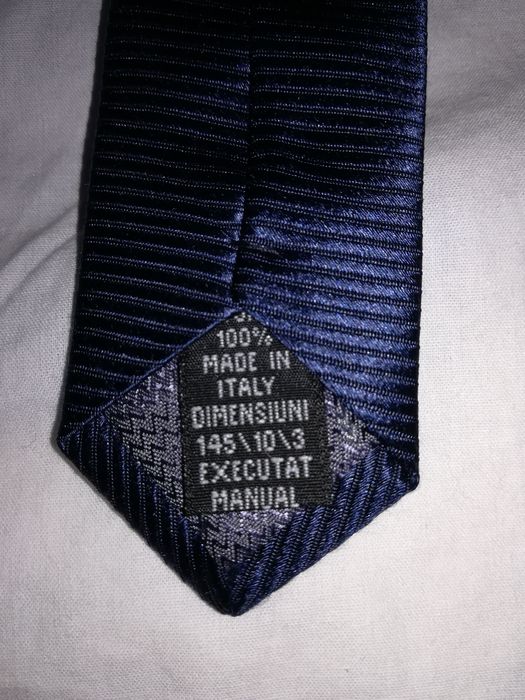 100%
MADE IN
ITALY
DIMENSIUNI
145\10\3
EXECUTAT
MANUAL